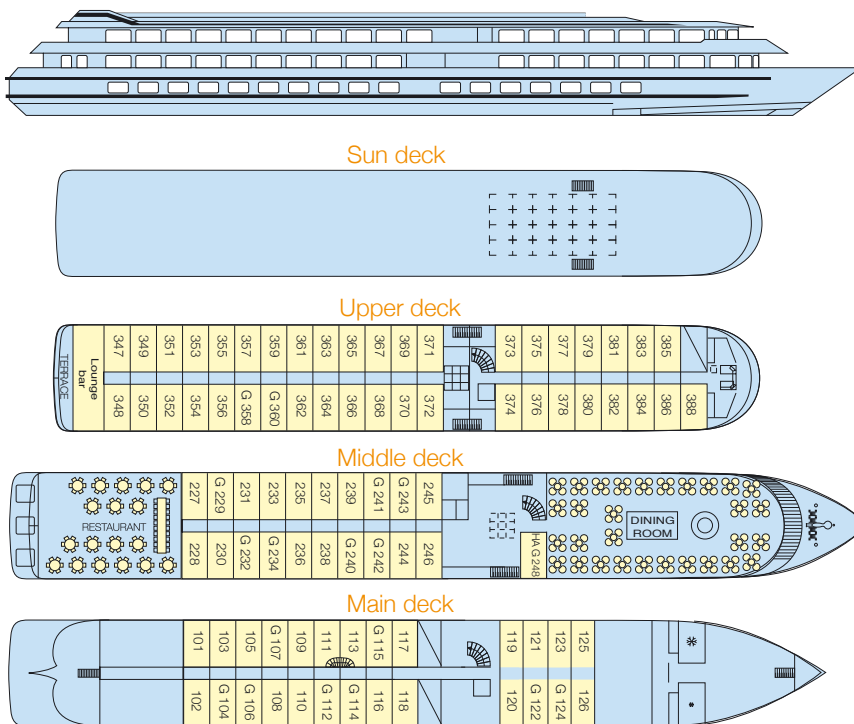 Sun deck
Upper deck
347 349 351 353 355 357 359 361 363 365 367 369 371 373 375 377 379 381 383 385
TERRACE
Lounge
bar
348 350 352 354 356 G 358 G 360 362 364 366 368 370 372 374 376 378 380 382 384 386 388
Middle deck
227 G 229 231 233 235 237 239 G 241 G 243 245
RESTAURANT
DINING
ROOM
228 230 G 232 G 234 236 238 G 240 G 242 244 246 HA G 248
Main deck
101 103 105 G 107 109 111 113 G 115 117 119 121 123 125
102 G 104 G 106 108 110 G 112 G 114 116 118 120 G 122 G 124 126